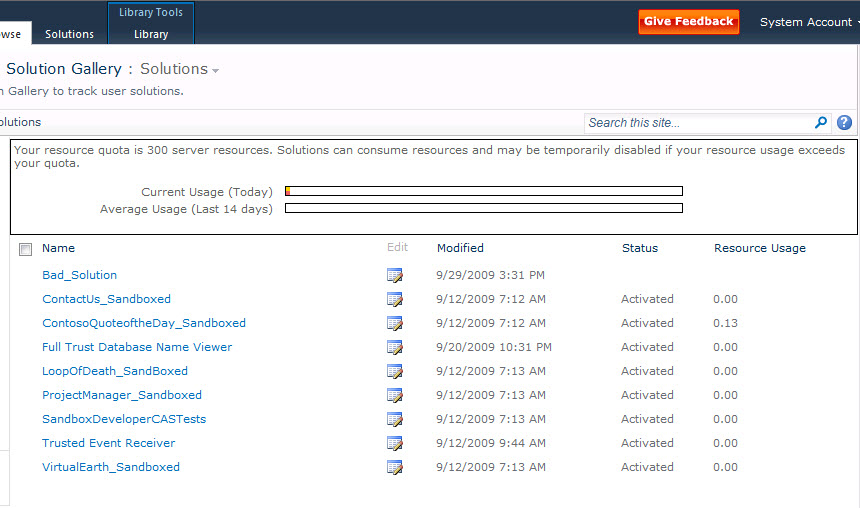 Library Tools
Give Feedback
System Account
owse Solutions Library
Solution Gallery : Solutions
n Gallery to track user solutions.
olutions
Search this site...
Your resource quota is 300 server resources. Solutions can consume resources and may be temporarily disabled if your resource usage exceeds
your quota.
Current Usage (Today)
Average Usage (Last 14 days)
Name Edit Modified Status Resource Usage
Bad_Solution 9/29/2009 3:31 PM
ContactUs_Sandboxed 9/12/2009 7:12 AM Activated 0.00
ContosoQuoteoftheDay_Sandboxed 9/12/2009 7:12 AM Activated 0.13
Full Trust Database Name Viewer 9/20/2009 10:31 PM Activated 0.00
LoopOfDeath_SandBoxed 9/12/2009 7:13 AM Activated 0.00
ProjectManager_Sandboxed 9/12/2009 7:13 AM Activated 0.00
SandboxDeveloperCASTests 9/12/2009 7:13 AM Activated 0.00
Trusted Event Receiver 9/12/2009 9:44 AM Activated 0.00
VirtualEarth_Sandboxed 9/12/2009 7:13 AM Activated 0.00